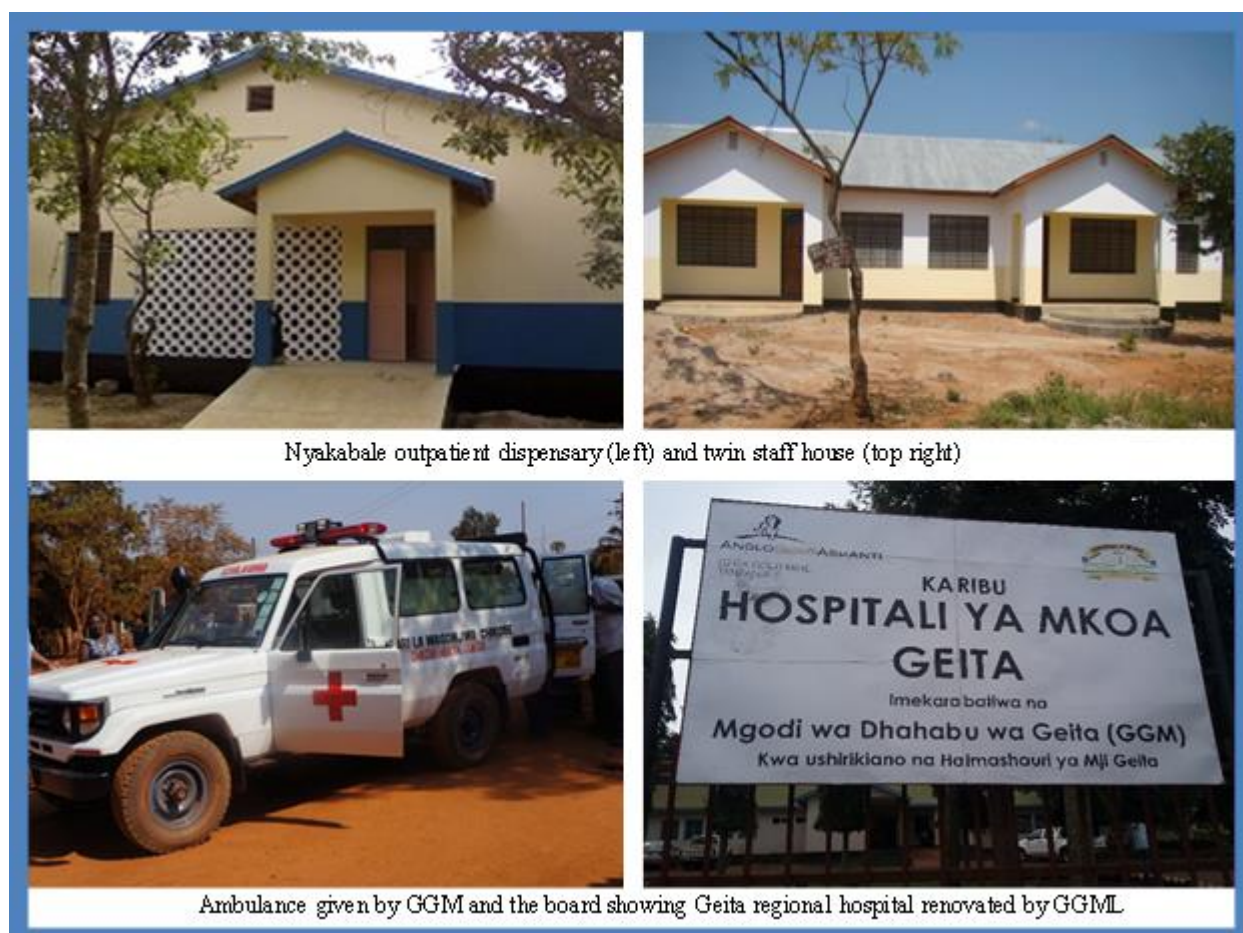 Nyakabale outpatient dispensary (left) and twin staff house (top right)
ANGLOGOLDASHANTI
KARIBU
HOSPITALI YA MKOA
GEITA
Imekarabatiwa na
Mgodi wa Dhahabu wa Geita (GGM)
Kwa ushirikiano na Halmashauri ya Mji Geita
Ambulance given by GGM and the board showing Geita regional hospital renovated by GGML